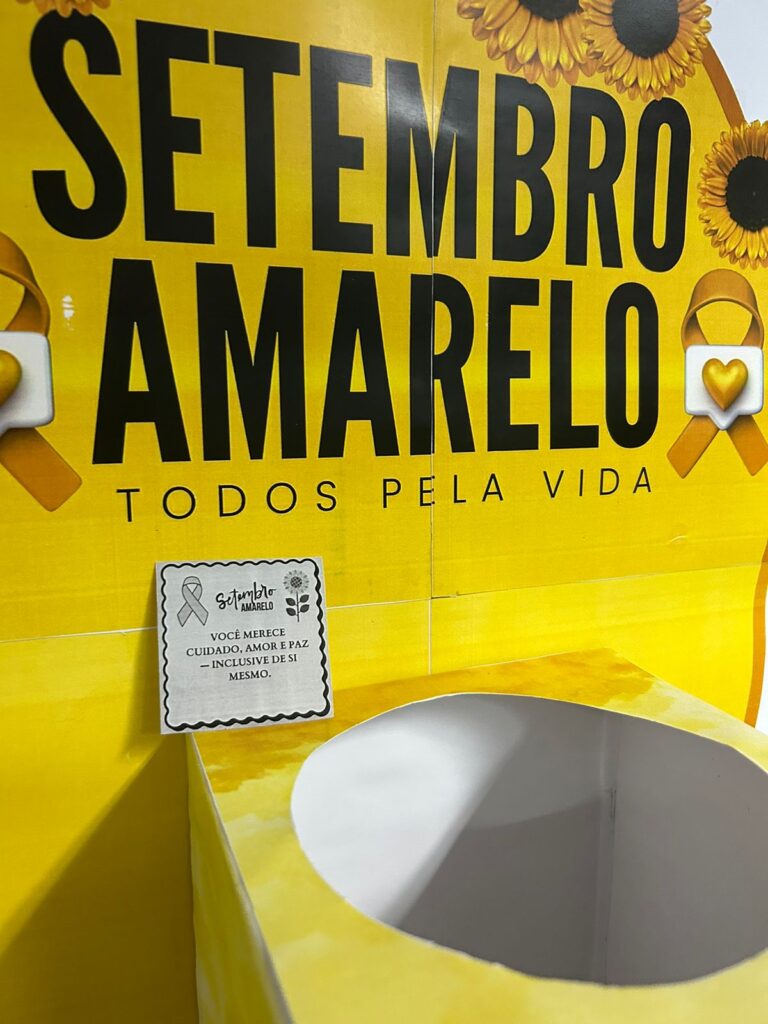 SETEMBRO
AMARELO
TODOS PELA VIDA
Setembro
AMARELO
VOCÊ MERECE
CUIDADO, AMOR E PAZ
— INCLUSIVE DE SI
MESMO.